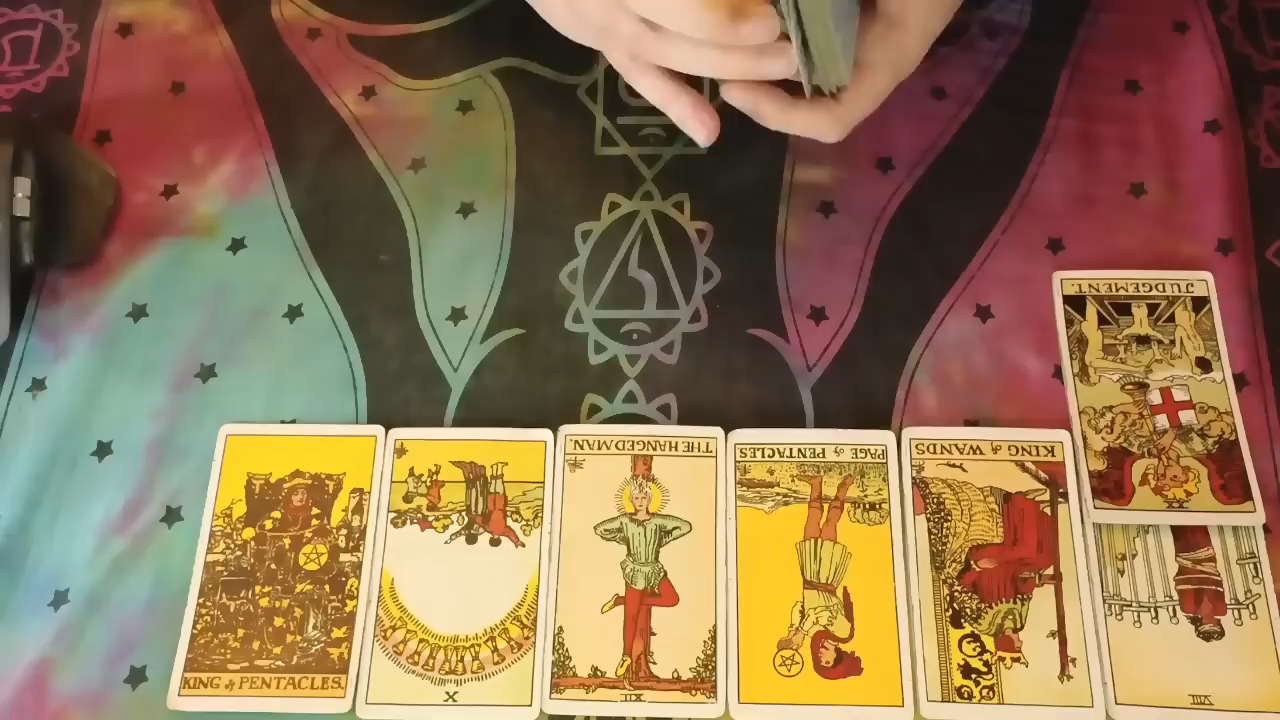 JUDGEMENT.
XX
KING of PENTACLES.
X
THE HANGED MAN.
XII
PAGE of PENTACLES
KING of WANDS
VIII